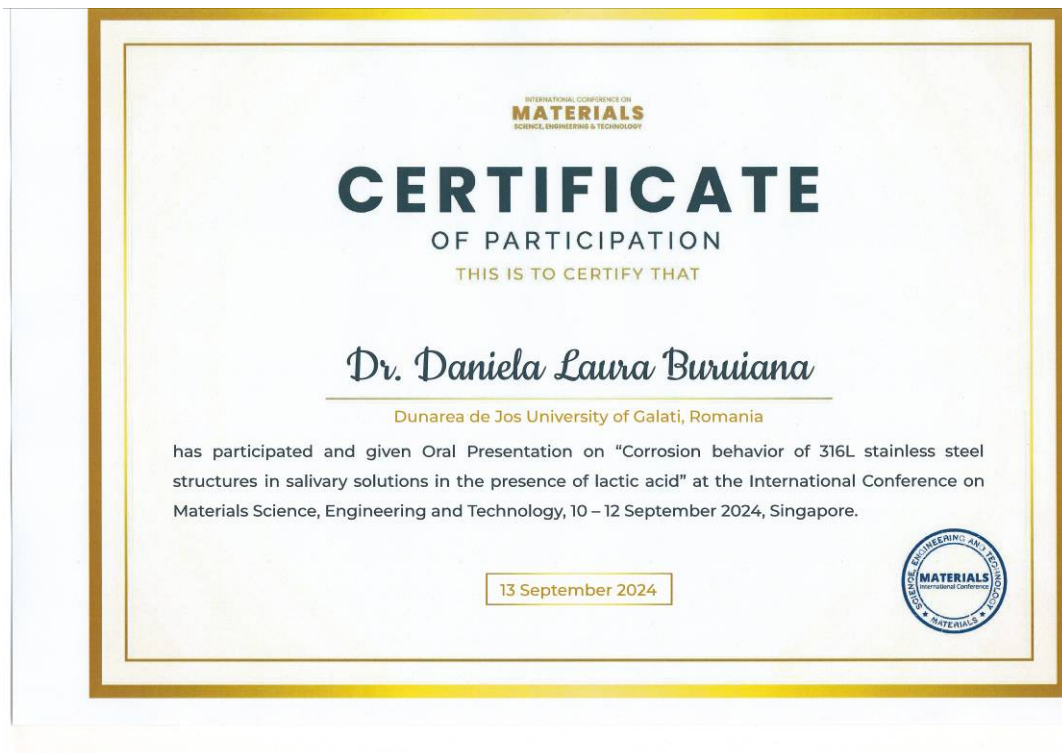 INTERNATIONAL CONFERENCE ON
MATERIALS
SCIENCE, ENGINEERING & TECHNOLOGY
CERTIFICATE
OF PARTICIPATION
THIS IS TO CERTIFY THAT
Dr. Daniela Laura Buruiana
Dunarea de Jos University of Galati, Romania
has participated and given Oral Presentation on “Corrosion behavior of 316L stainless steel
structures in salivary solutions in the presence of lactic acid” at the International Conference on
Materials Science, Engineering and Technology, 10 – 12 September 2024, Singapore.
13 September 2024
SCIENCE, ENGINEERING AND TECHNOLOGY
MATERIALS
International Conference
MATERIALS